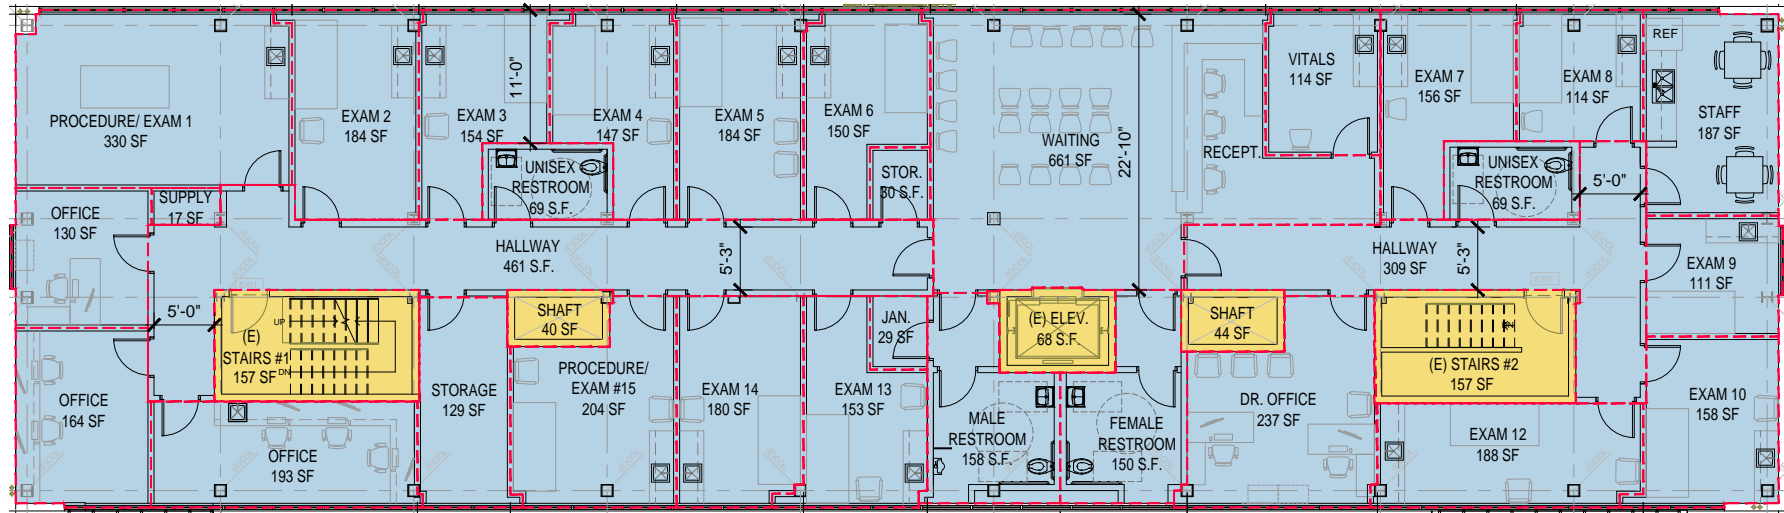 PROCEDURE/ EXAM 1
330 SF
EXAM 2
184 SF
EXAM 3
154 SF
11'-0"
EXAM 4
147 SF
EXAM 5
184 SF
EXAM 6
150 SF
WAITING
661 SF
22'-10"
RECEPT.
VITALS
114 SF
EXAM 7
156 SF
EXAM 8
114 SF
REF
STAFF
187 SF
UNISEX
RESTROOM
69 S.F.
STOR.
30 S.F.
UNISEX
RESTROOM
69 S.F.
5'-0"
SUPPLY
17 SF
OFFICE
130 SF
HALLWAY
461 S.F.
5'-3"
HALLWAY
309 SF
5'-3"
EXAM 9
111 SF
EXIT
EXIT
5'-0"
UP
(E)
STAIRS #1
157 SF
DN
SHAFT
40 SF
JAN.
29 SF
(E) ELEV.
68 S.F.
SHAFT
44 SF
(E) STAIRS #2
157 SF
OFFICE
164 SF
OFFICE
193 SF
STORAGE
129 SF
PROCEDURE/
EXAM #15
204 SF
EXAM 14
180 SF
EXAM 13
153 SF
MALE
RESTROOM
158 S.F.
FEMALE
RESTROOM
150 S.F.
DR. OFFICE
237 SF
EXAM 12
188 SF
EXAM 10
158 SF